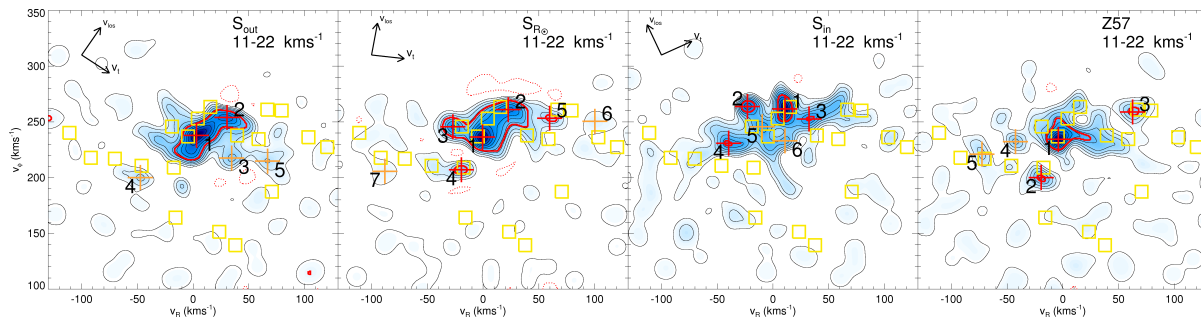 S_out
11-22 kms⁻¹
S_R⊙
11-22 kms⁻¹
S_in
11-22 kms⁻¹
Z57
11-22 kms⁻¹
v_los
v_t
v_los
v_t
v_los
v_t
350
300
250
200
150
100
v_ϕ (kms⁻¹)
1
2
3
4
5
1
2
3
4
5
6
7
1
2
3
4
5
6
1
2
3
4
5
-100 -50 0 50 100
-100 -50 0 50 100
-100 -50 0 50 100
-100 -50 0 50 100
v_R (kms⁻¹)
v_R (kms⁻¹)
v_R (kms⁻¹)
v_R (kms⁻¹)